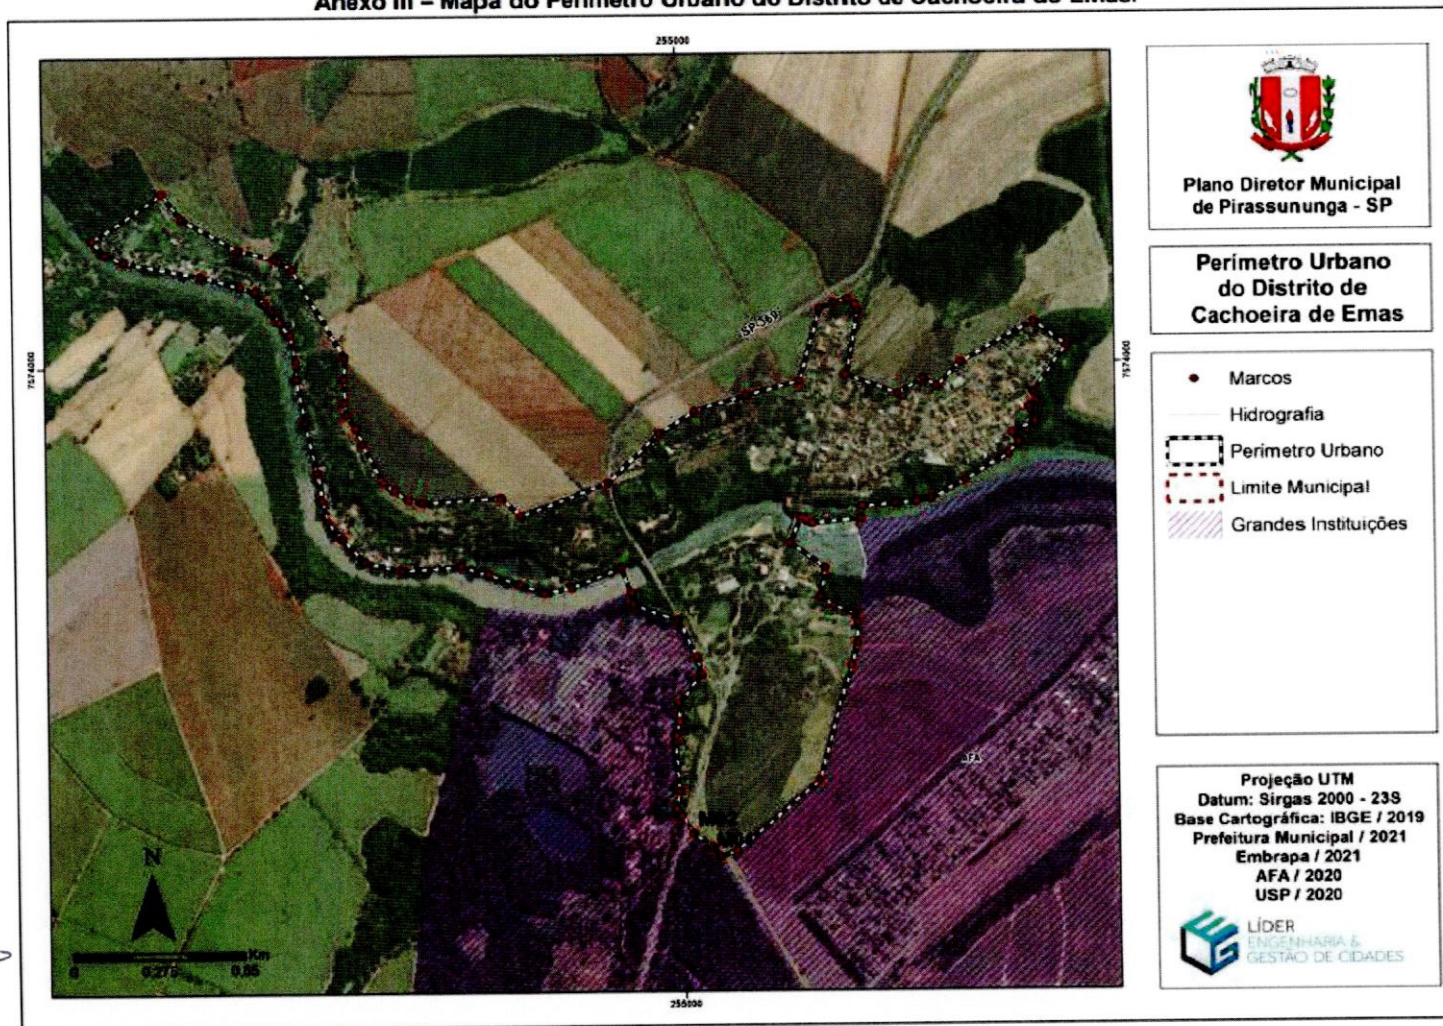 Anexo III – Mapa do Perímetro Urbano do Distrito de Cachoeira de Emas.
255000
7574000
7574000
255000
AFA
N
Km
0 0.275 0.55
Plano Diretor Municipal
de Pirassununga - SP
Perímetro Urbano
do Distrito de
Cachoeira de Emas
Marcos
Hidrografia
Perímetro Urbano
Limite Municipal
Grandes Instituições
Projeção UTM
Datum: Sirgas 2000 - 23S
Base Cartográfica: IBGE / 2019
Prefeitura Municipal / 2021
Embrapa / 2021
AFA / 2020
USP / 2020
LÍDER
ENGENHARIA &
GESTÃO DE CIDADES